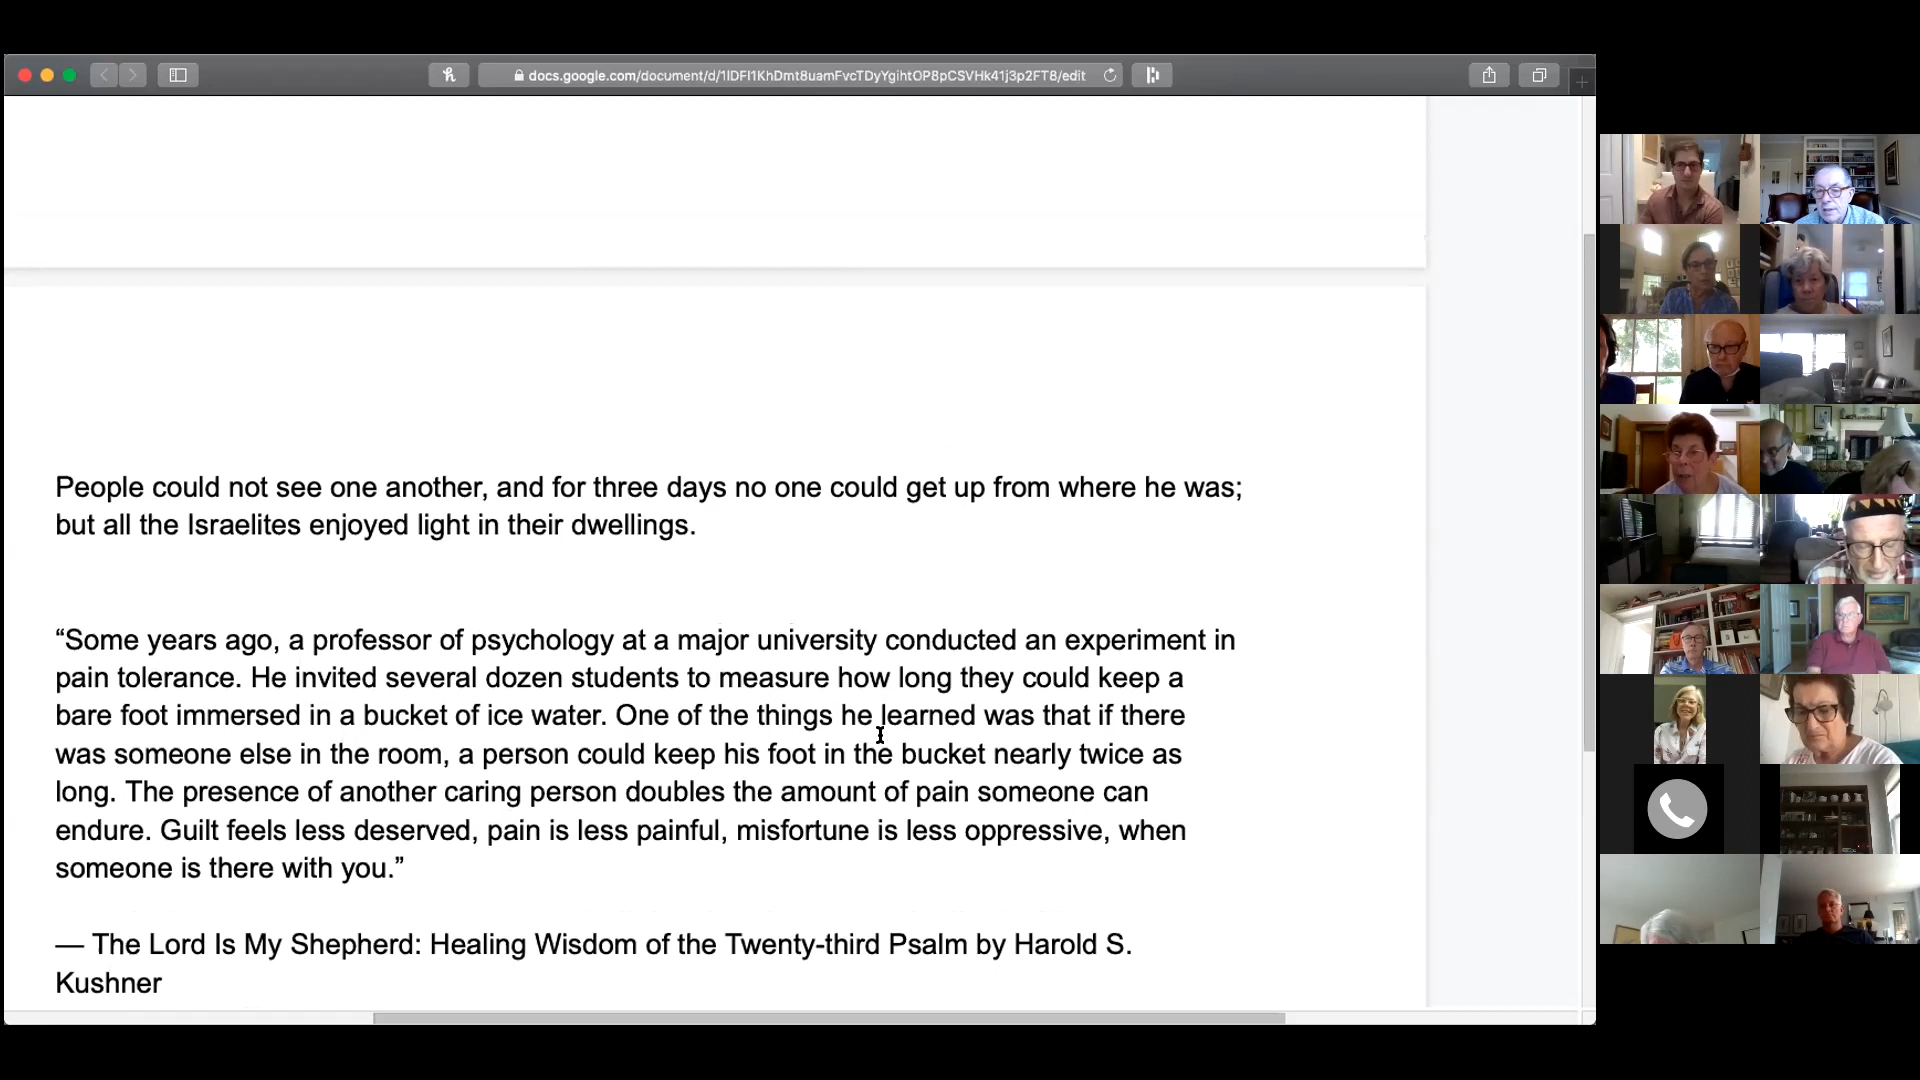 docs.google.com/document/d/1IDFI1KhDmt8uamFvcTDyYgihtOP8pCSVHk41j3p2FT8/edit
People could not see one another, and for three days no one could get up from where he was;
but all the Israelites enjoyed light in their dwellings.
“Some years ago, a professor of psychology at a major university conducted an experiment in
pain tolerance. He invited several dozen students to measure how long they could keep a
bare foot immersed in a bucket of ice water. One of the things he learned was that if there
was someone else in the room, a person could keep his foot in the bucket nearly twice as
long. The presence of another caring person doubles the amount of pain someone can
endure. Guilt feels less deserved, pain is less painful, misfortune is less oppressive, when
someone is there with you.”
— The Lord Is My Shepherd: Healing Wisdom of the Twenty-third Psalm by Harold S.
Kushner